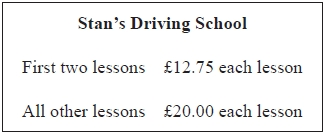 Stan's Driving School
First two lessons £12.75 each lesson
All other lessons £20.00 each lesson